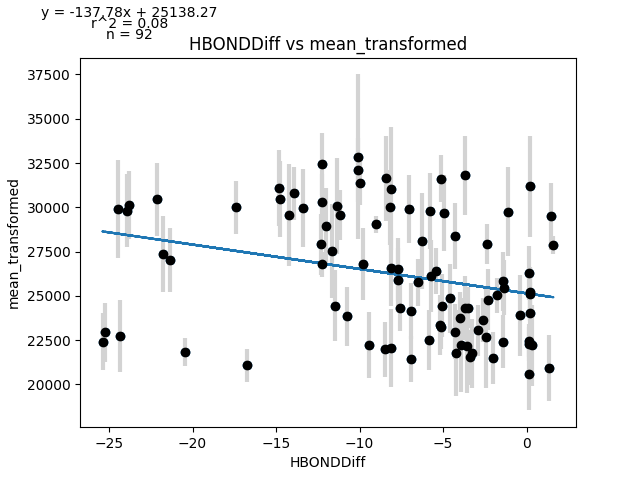 y = -137.78x + 25138.27
r^2 = 0.08
n = 92
HBONDDiff vs mean_transformed
37500
35000
32500
30000
27500
25000
22500
20000
mean_transformed
−25
−20
−15
−10
−5
0
HBONDDiff